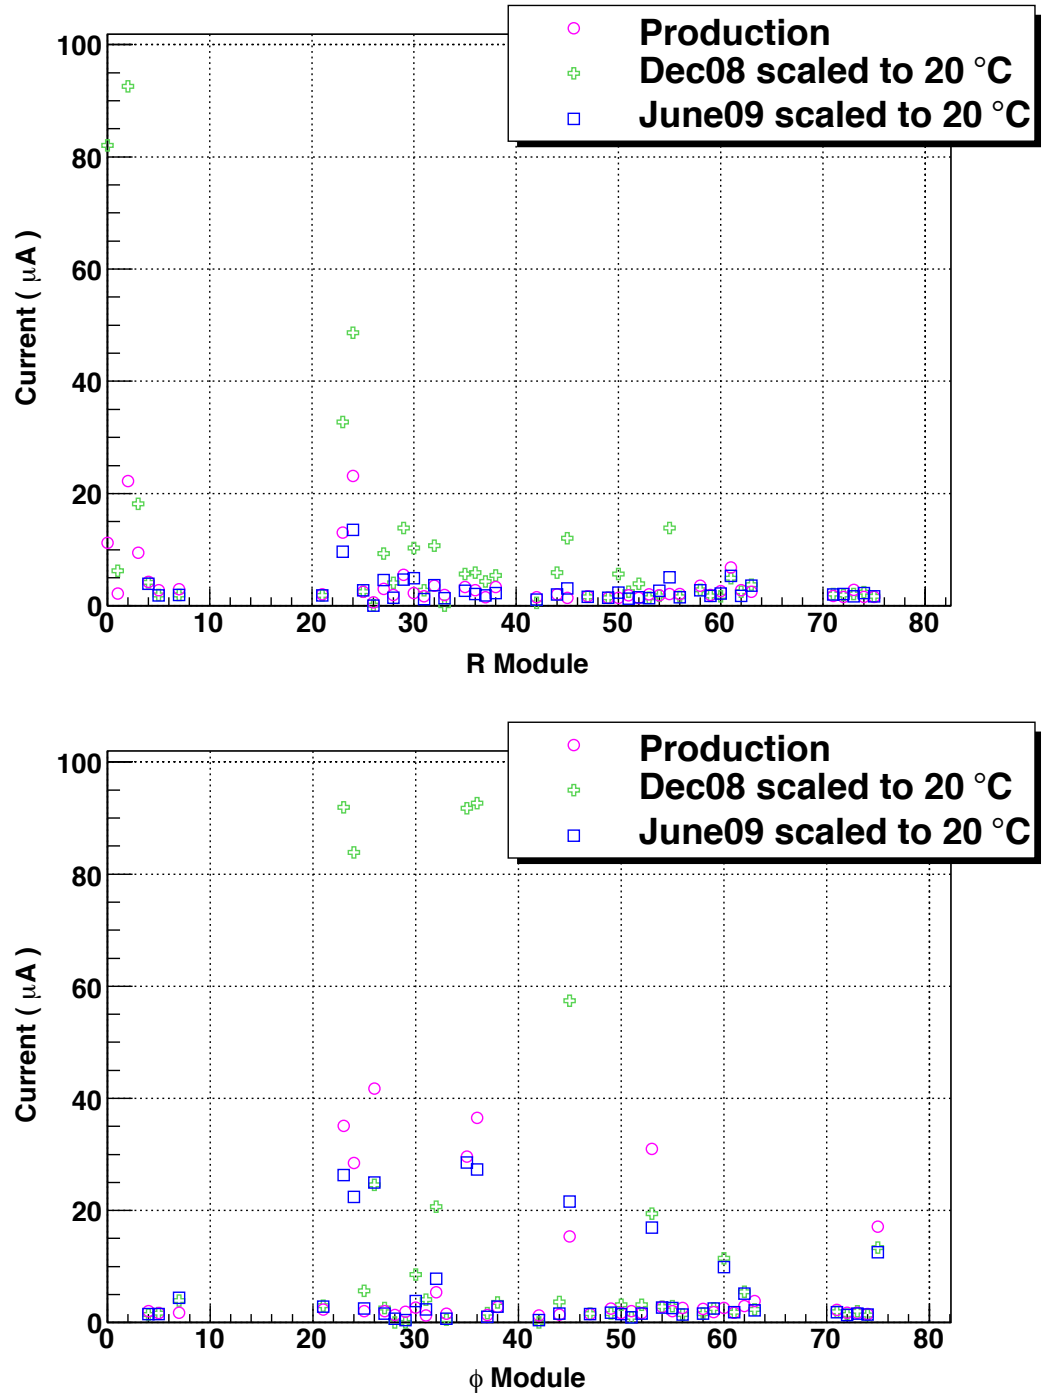 Production
Dec08 scaled to 20 °C
June09 scaled to 20 °C
100
80
60
40
20
0
Current ( μA )
0 10 20 30 40 50 60 70 80
R Module
Production
Dec08 scaled to 20 °C
June09 scaled to 20 °C
100
80
60
40
20
0
Current ( μA )
0 10 20 30 40 50 60 70 80
ϕ Module